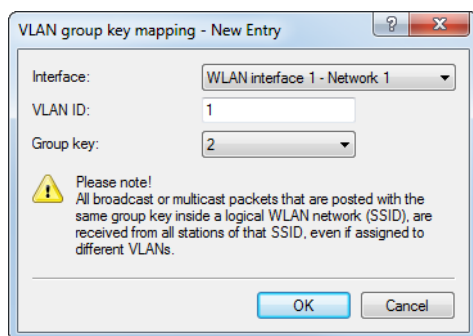 VLAN group key mapping - New Entry
Interface: WLAN interface 1 - Network 1
VLAN ID: 1
Group key: 2
Please note!
All broadcast or multicast packets that are posted with the
same group key inside a logical WLAN network (SSID), are
received from all stations of that SSID, even if assigned to
different VLANs.
OK Cancel